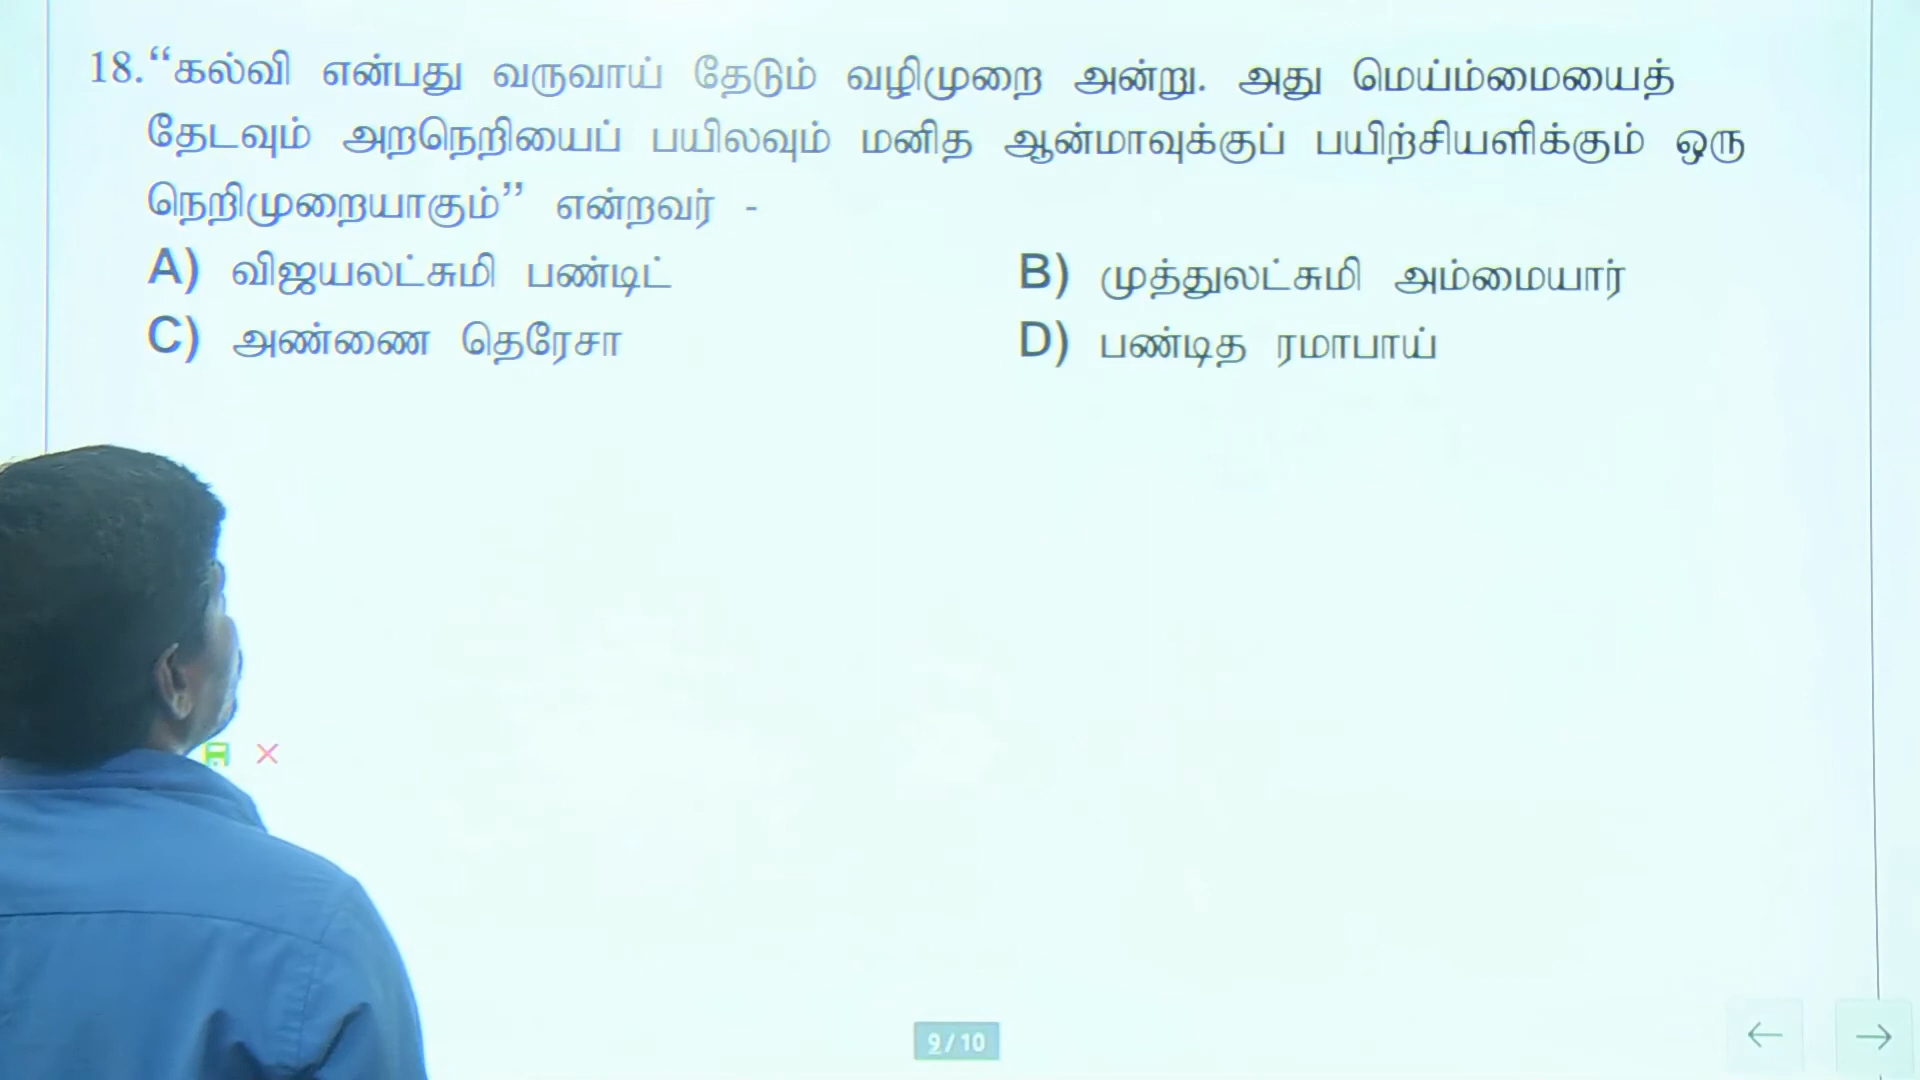 18.“கல்வி என்பது வருவாய் தேடும் வழிமுறை அன்று. அது மெய்ம்மையைத்
தேடவும் அறநெறியைப் பயிலவும் மனித ஆன்மாவுக்குப் பயிற்சியளிக்கும் ஒரு
நெறிமுறையாகும்” என்றவர் -
A) விஜயலட்சுமி பண்டிட் B) முத்துலட்சுமி அம்மையார்
C) அண்ணை தெரேசா D) பண்டித ரமாபாய்
9/10